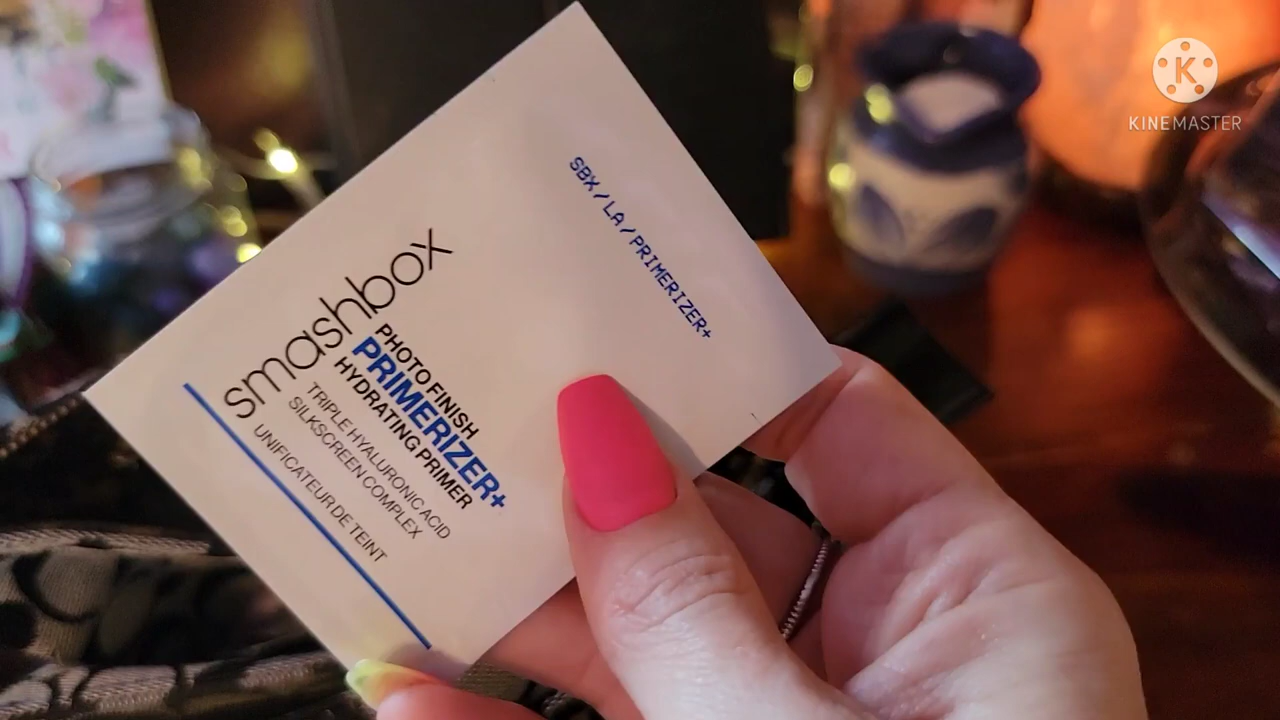 SBX/LA/PRIMERIZER+
smashbox
PHOTO FINISH
PRIMERIZER+
HYDRATING PRIMER
TRIPLE HYALURONIC ACID
SILKSCREEN COMPLEX
UNIFICATEUR DE TEINT
K
KINEMASTER